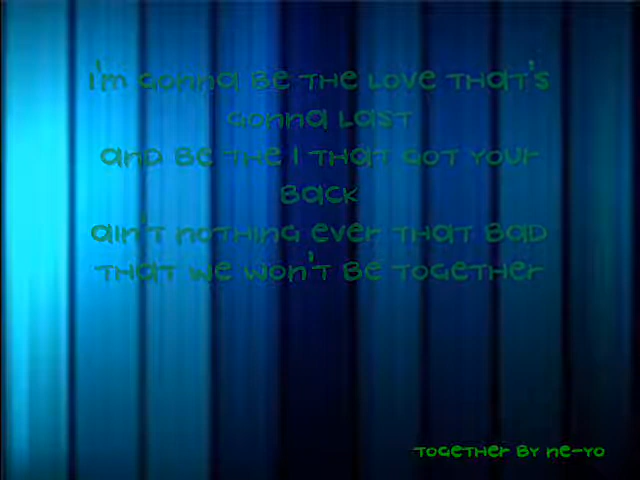 I'm gonna be the love that's
gonna last
and be the 1 that got your
back
ain't nothing ever that bad
that we won't be together
together by ne-yo